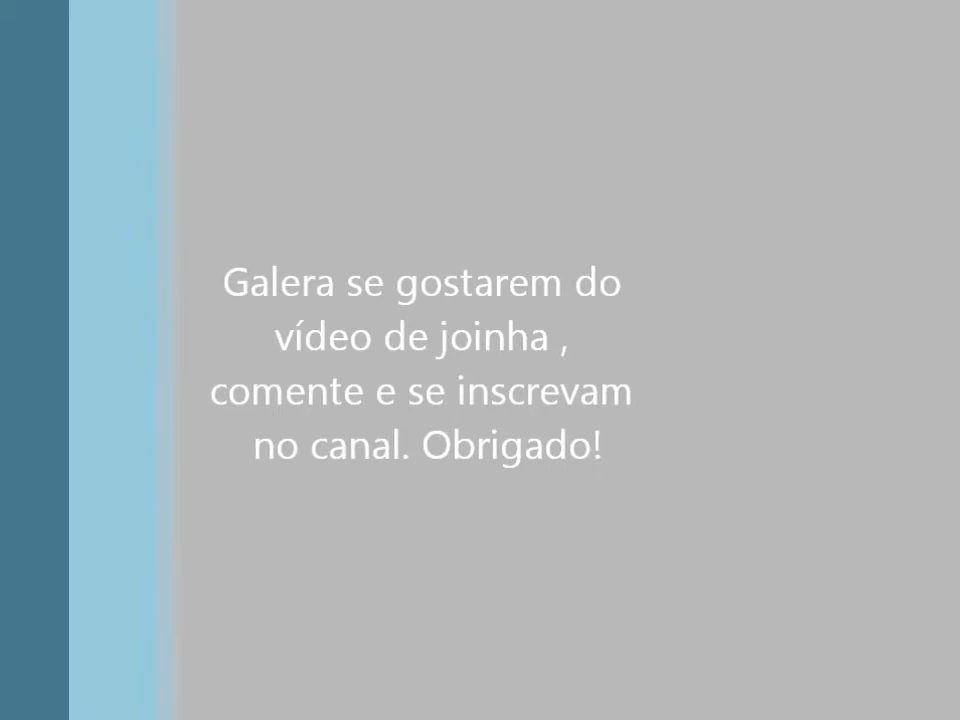 Galera se gostarem do
vídeo de joinha ,
comente e se inscrevam
no canal. Obrigado!